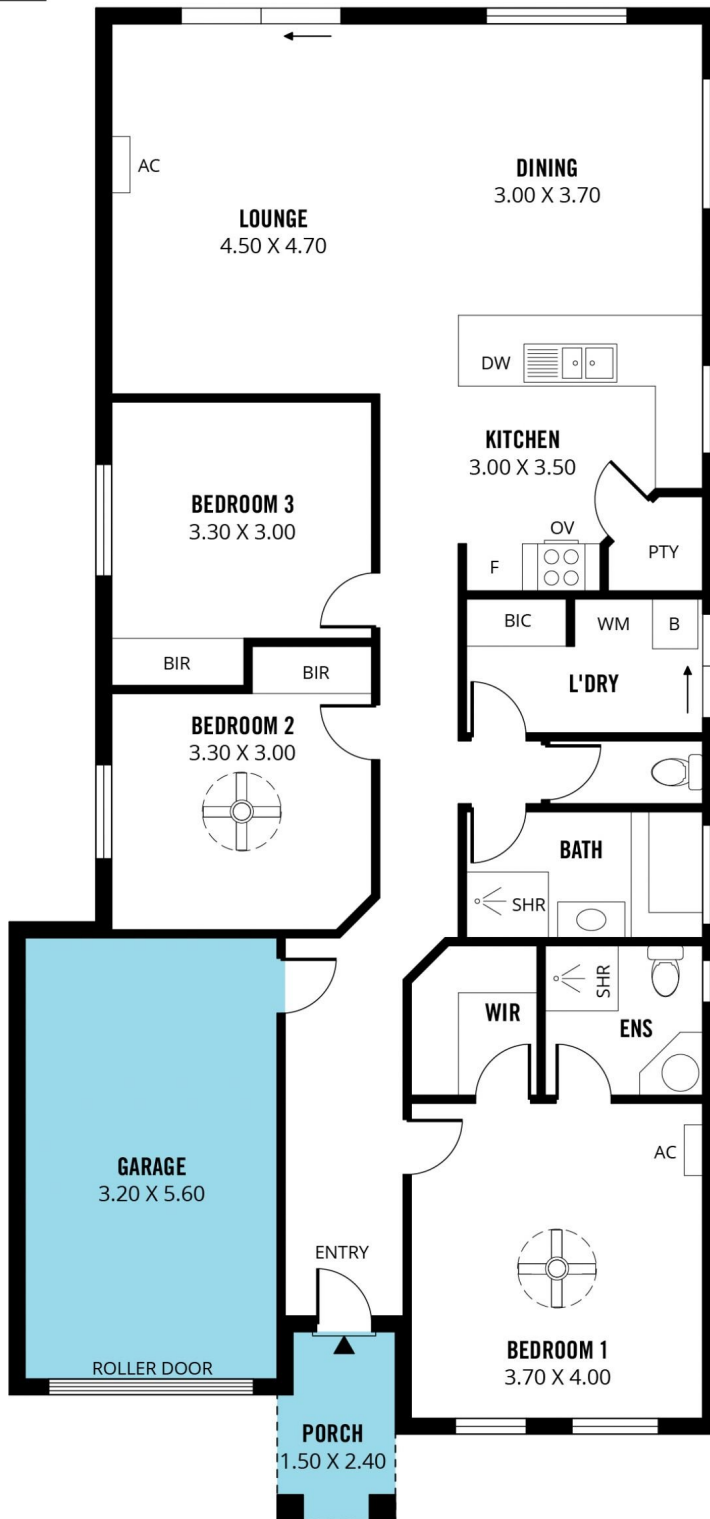 AC
DINING
3.00 X 3.70
LOUNGE
4.50 X 4.70
DW
KITCHEN
3.00 X 3.50
BEDROOM 3
3.30 X 3.00
OV
F
PTY
BIC
WM
B
BIR
BIR
L'DRY
BEDROOM 2
3.30 X 3.00
BATH
SHR
SHR
WIR
ENS
AC
GARAGE
3.20 X 5.60
ENTRY
BEDROOM 1
3.70 X 4.00
ROLLER DOOR
PORCH
1.50 X 2.40